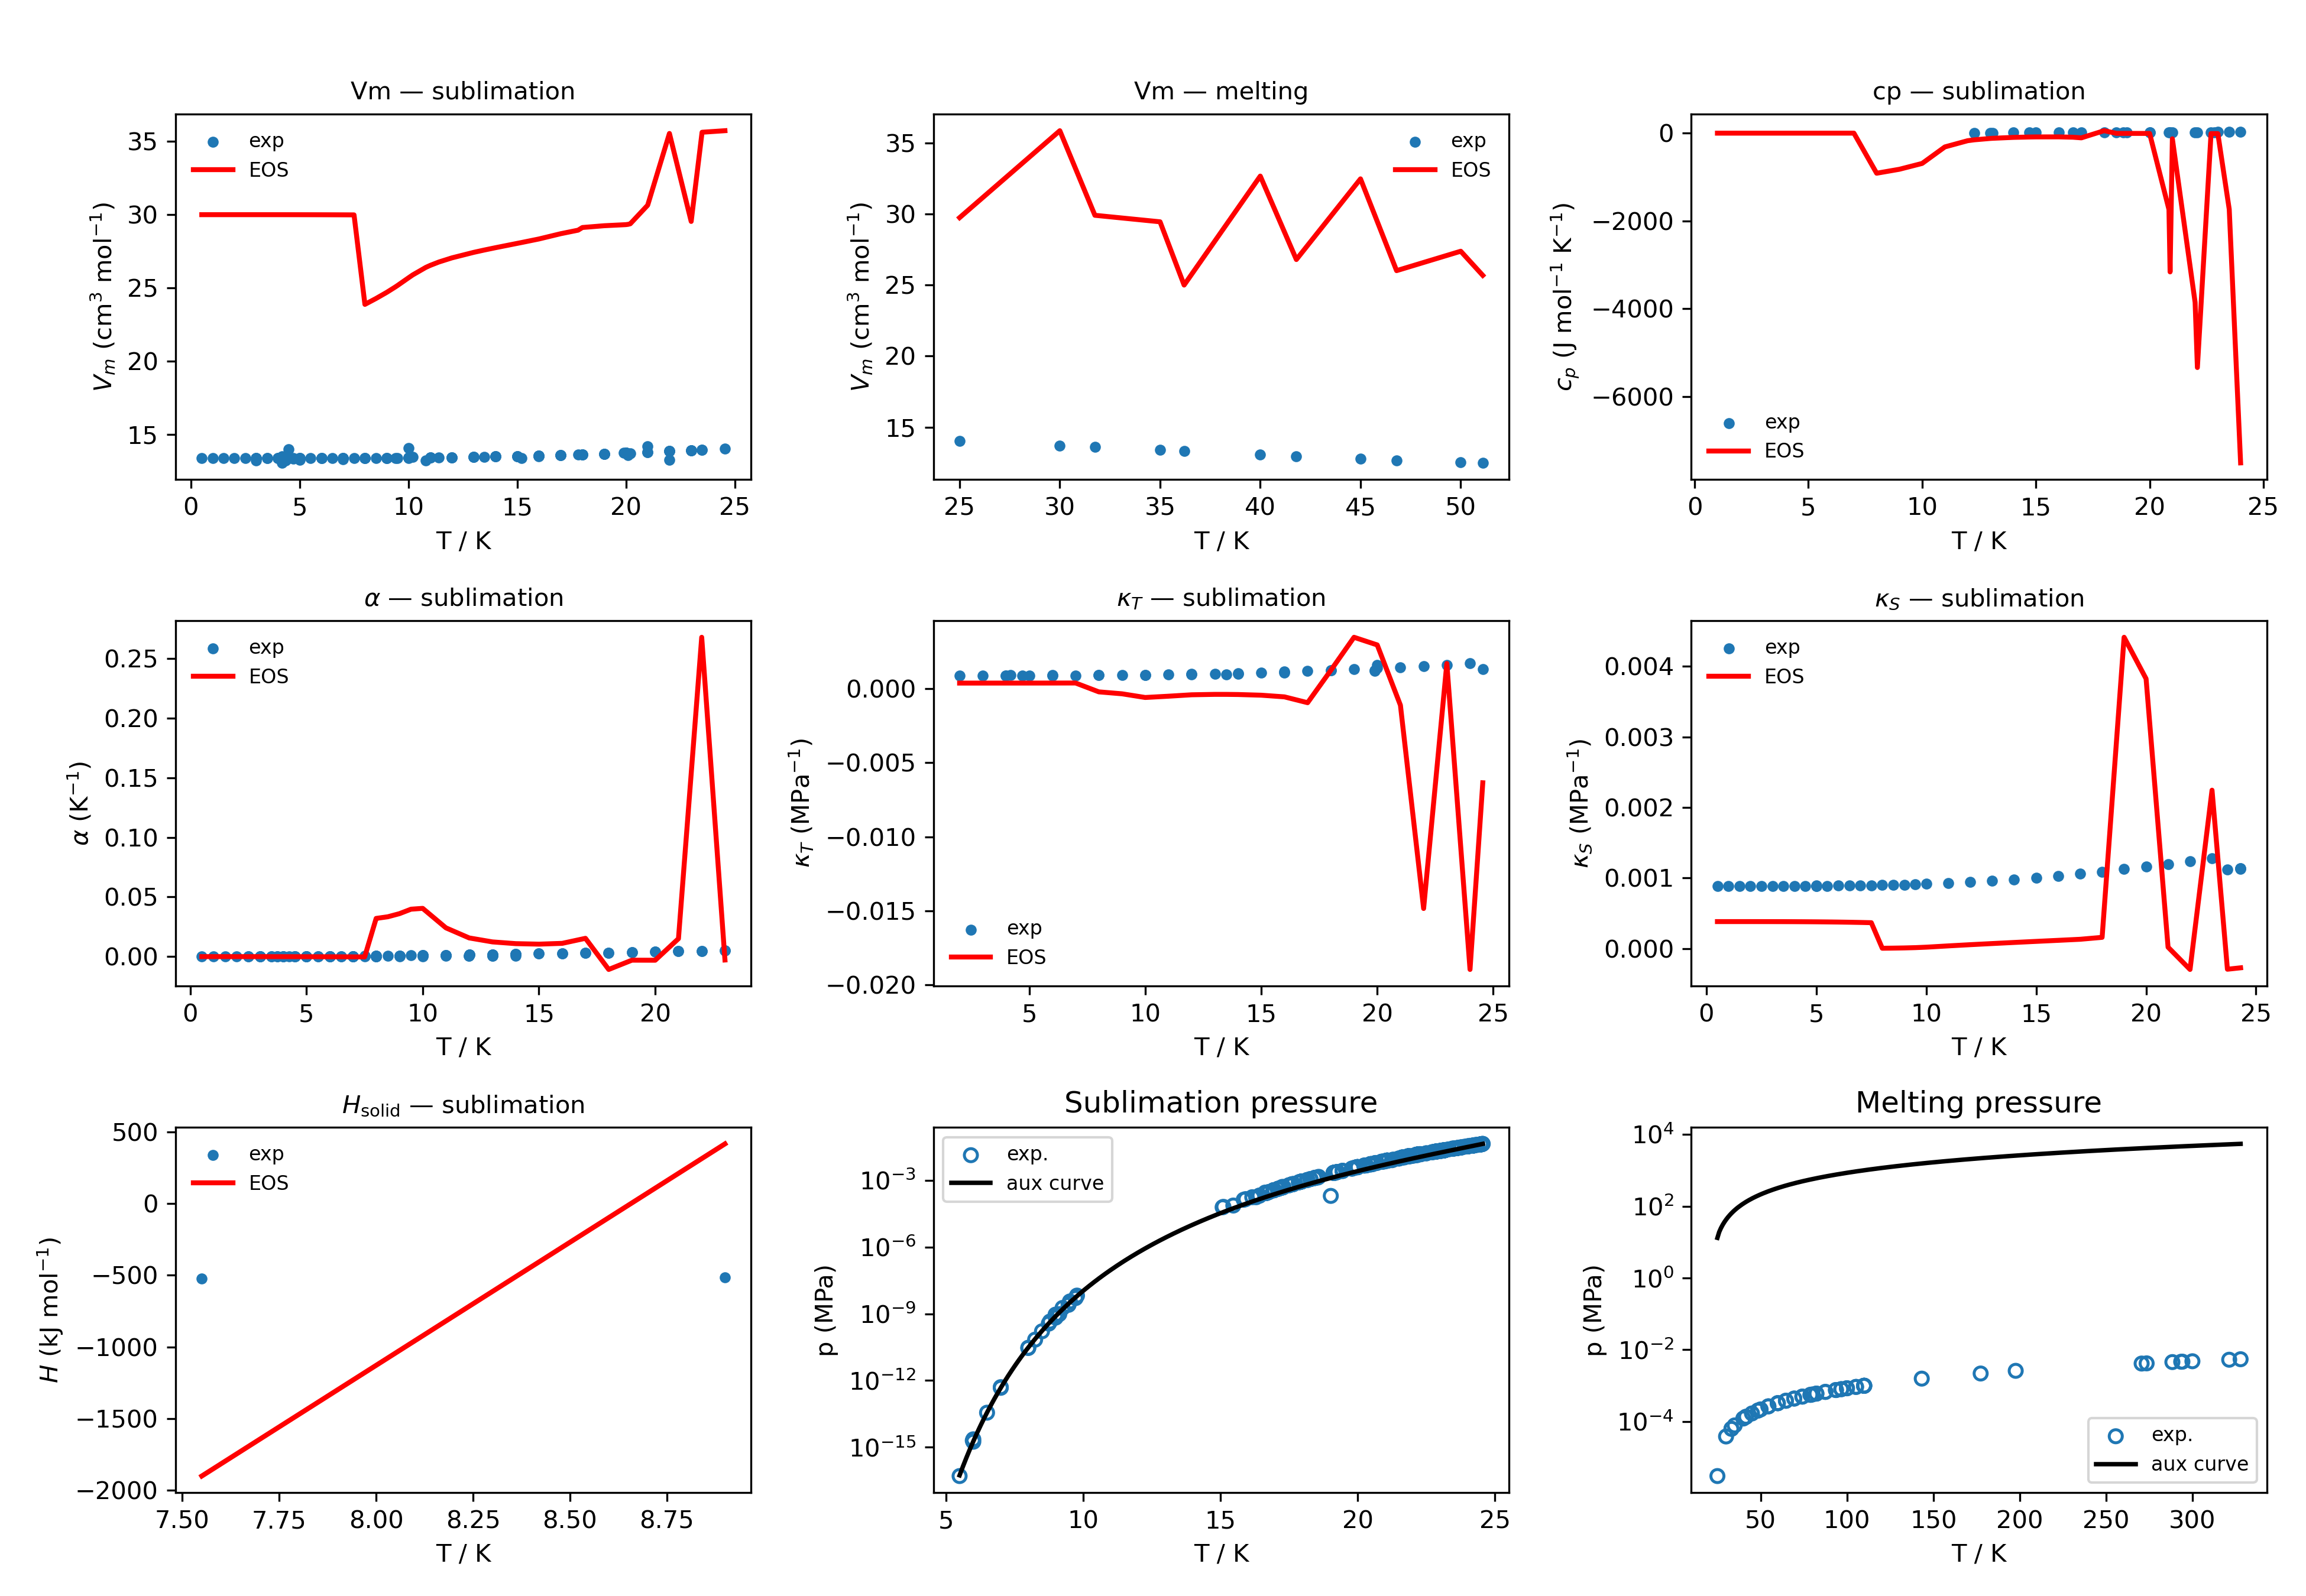 Vm — sublimation
35
30
25
20
15
V_m (cm³ mol⁻¹)
exp
EOS
0 5 10 15 20 25
T / K
Vm — melting
35
30
25
20
15
V_m (cm³ mol⁻¹)
exp
EOS
25 30 35 40 45 50
T / K
cp — sublimation
0
−2000
−4000
−6000
c_p (J mol⁻¹ K⁻¹)
exp
EOS
0 5 10 15 20 25
T / K
α — sublimation
0.25
0.20
0.15
0.10
0.05
0.00
α (K⁻¹)
exp
EOS
0 5 10 15 20
T / K
κ_T — sublimation
0.000
−0.005
−0.010
−0.015
−0.020
κ_T (MPa⁻¹)
exp
EOS
5 10 15 20 25
T / K
κ_S — sublimation
0.004
0.003
0.002
0.001
0.000
κ_S (MPa⁻¹)
exp
EOS
0 5 10 15 20 25
T / K
H_solid — sublimation
500
0
−500
−1000
−1500
−2000
H (kJ mol⁻¹)
exp
EOS
7.50 7.75 8.00 8.25 8.50 8.75
T / K
Sublimation pressure
10⁻³
10⁻⁶
10⁻⁹
10⁻¹²
10⁻¹⁵
p (MPa)
exp.
aux curve
5 10 15 20 25
T / K
Melting pressure
10⁴
10²
10⁰
10⁻²
10⁻⁴
p (MPa)
exp.
aux curve
50 100 150 200 250 300
T / K